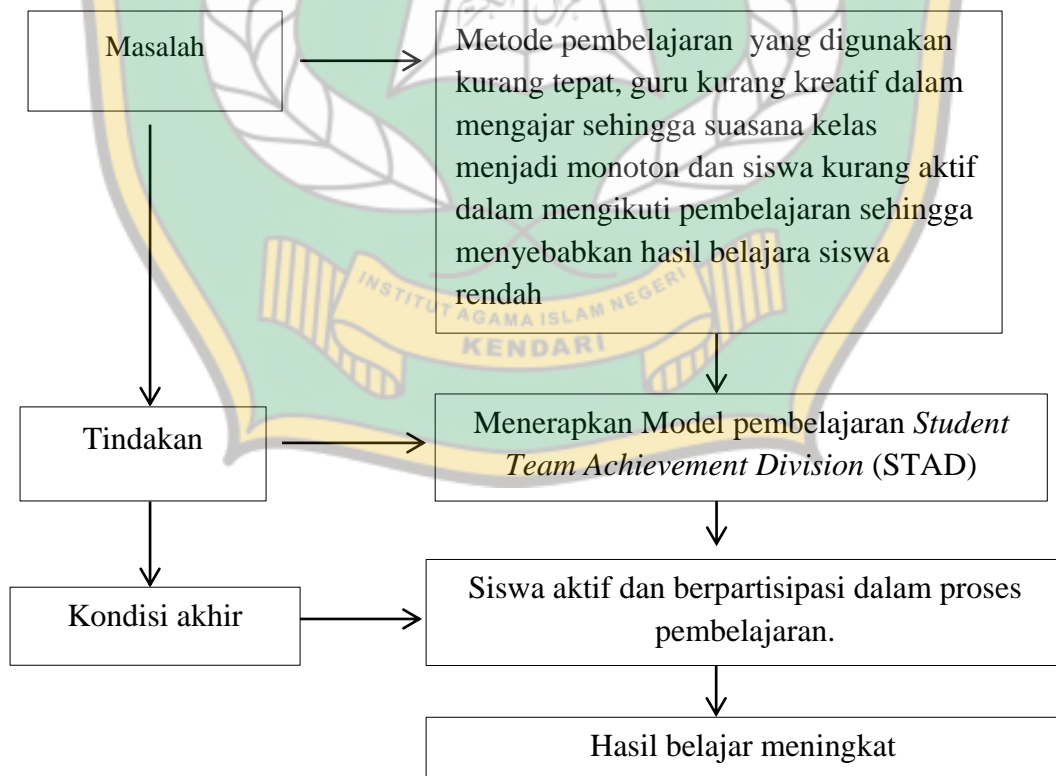 Masalah
Metode pembelajaran yang digunakan
kurang tepat, guru kurang kreatif dalam
mengajar sehingga suasana kelas
menjadi monoton dan siswa kurang aktif
dalam mengikuti pembelajaran sehingga
menyebabkan hasil belajara siswa
rendah
INSTITUT AGAMA ISLAM NEGERI
KENDARI
Tindakan
Menerapkan Model pembelajaran Student
Team Achievement Division (STAD)
Kondisi akhir
Siswa aktif dan berpartisipasi dalam proses
pembelajaran.
Hasil belajar meningkat